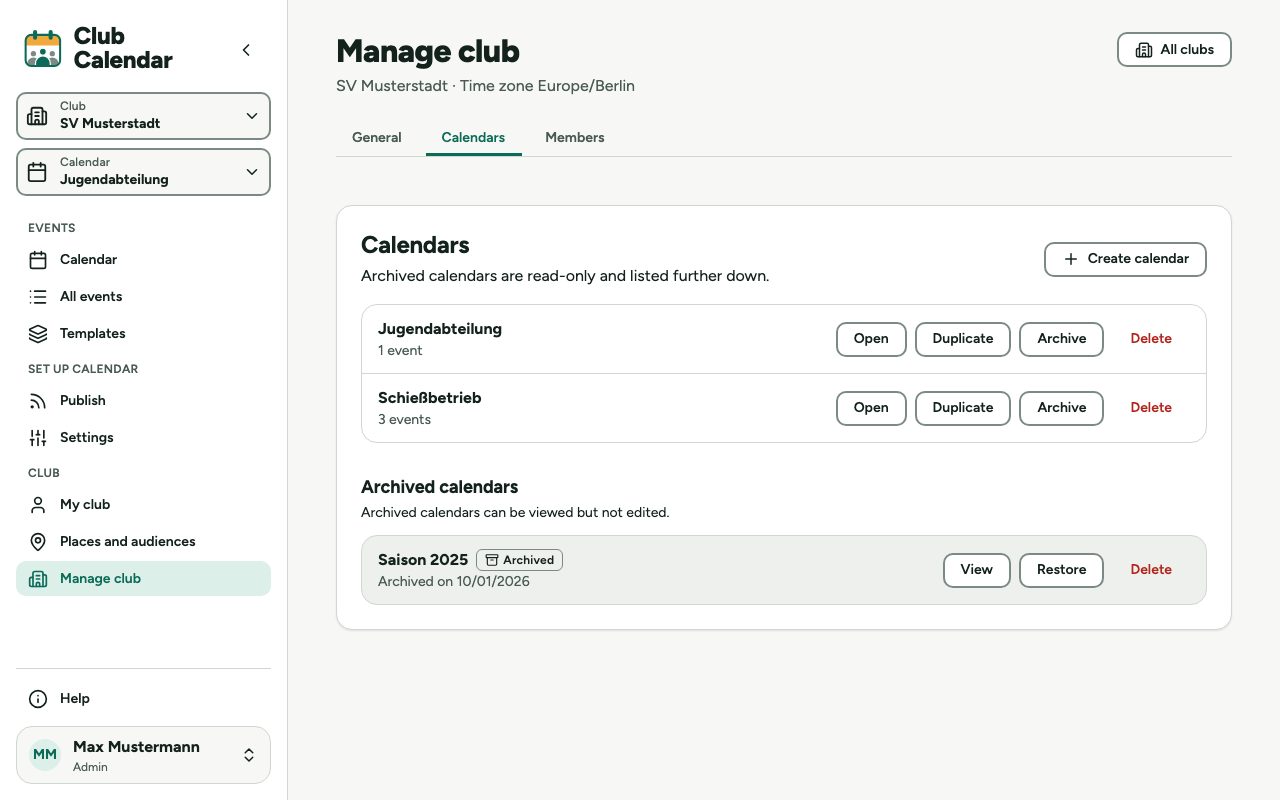 Club
Calendar
Club
SV Musterstadt
Calendar
Jugendabteilung
EVENTS
Calendar
All events
Templates
SET UP CALENDAR
Publish
Settings
CLUB
My club
Places and audiences
Manage club
Help
MM
Max Mustermann
Admin
Manage club
SV Musterstadt · Time zone Europe/Berlin
All clubs
General Calendars Members
Calendars
Archived calendars are read-only and listed further down.
Create calendar
Jugendabteilung
1 event
Open Duplicate Archive Delete
Schießbetrieb
3 events
Open Duplicate Archive Delete
Archived calendars
Archived calendars can be viewed but not edited.
Saison 2025 Archived
Archived on 10/01/2026
View Restore Delete